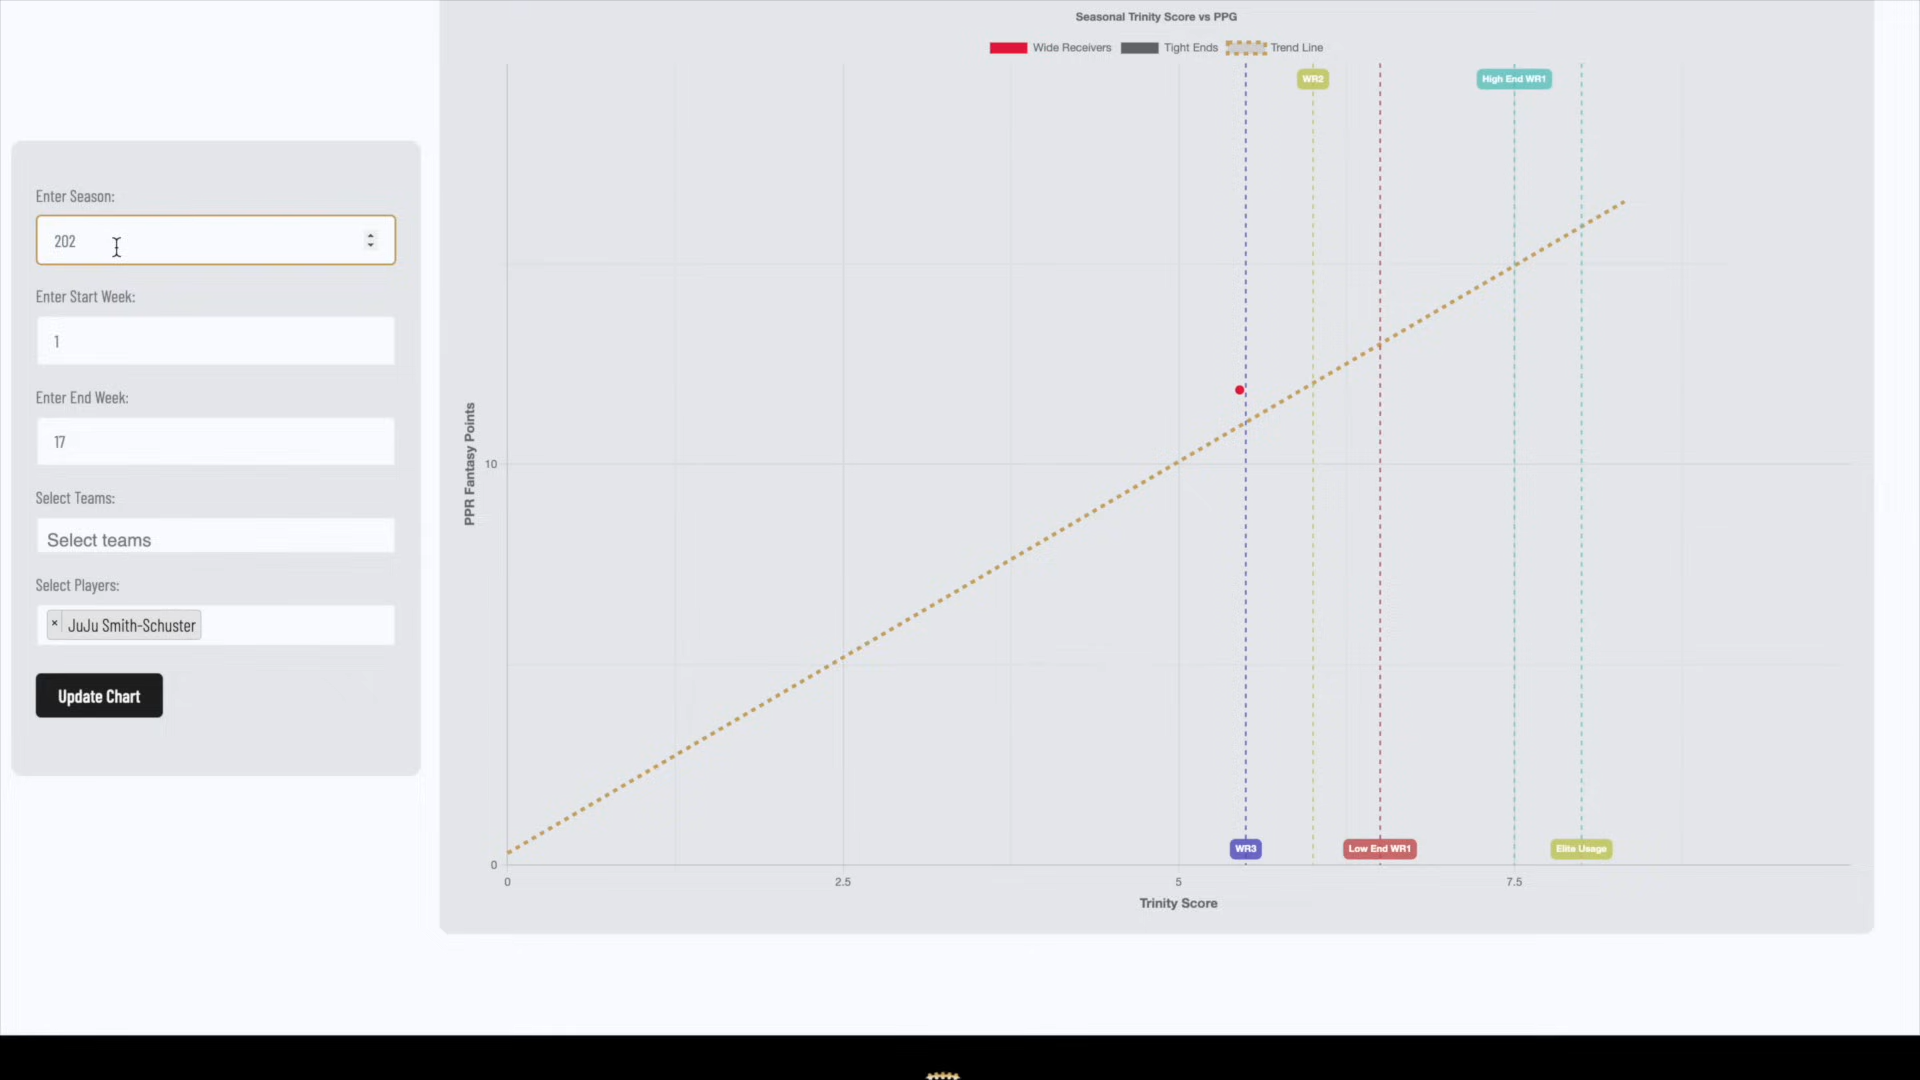 Seasonal Trinity Score vs PPG
Wide Receivers Tight Ends Trend Line
WR2 High End WR1
Enter Season:
202
Enter Start Week:
1
Enter End Week:
17
Select Teams:
Select teams
Select Players:
× JuJu Smith-Schuster
Update Chart
PPR Fantasy Points
10
0
WR3 Low End WR1 Elite Usage
0 2.5 5 7.5
Trinity Score